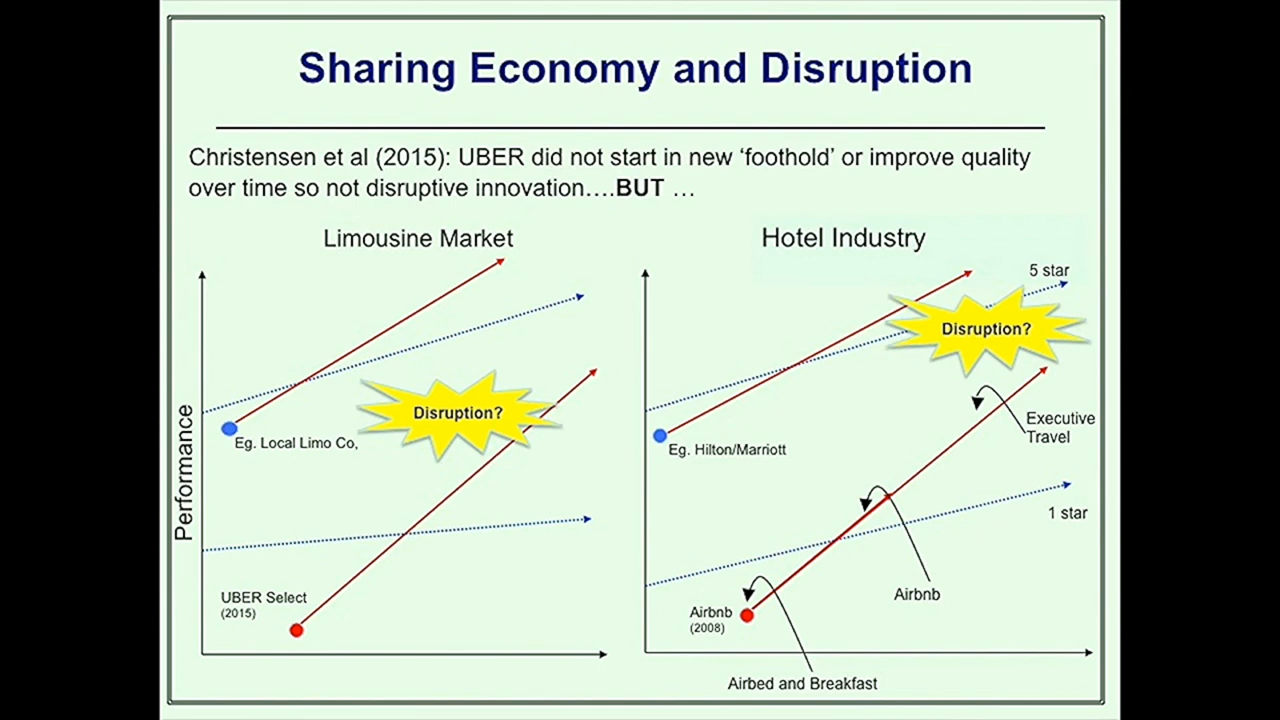 Sharing Economy and Disruption
Christensen et al (2015): UBER did not start in new ‘foothold’ or improve quality
over time so not disruptive innovation….BUT …
Limousine Market
Performance
Eg. Local Limo Co,
Disruption?
UBER Select
(2015)
Hotel Industry
5 star
Disruption?
Eg. Hilton/Marriott
Executive
Travel
1 star
Airbnb
Airbnb
(2008)
Airbed and Breakfast